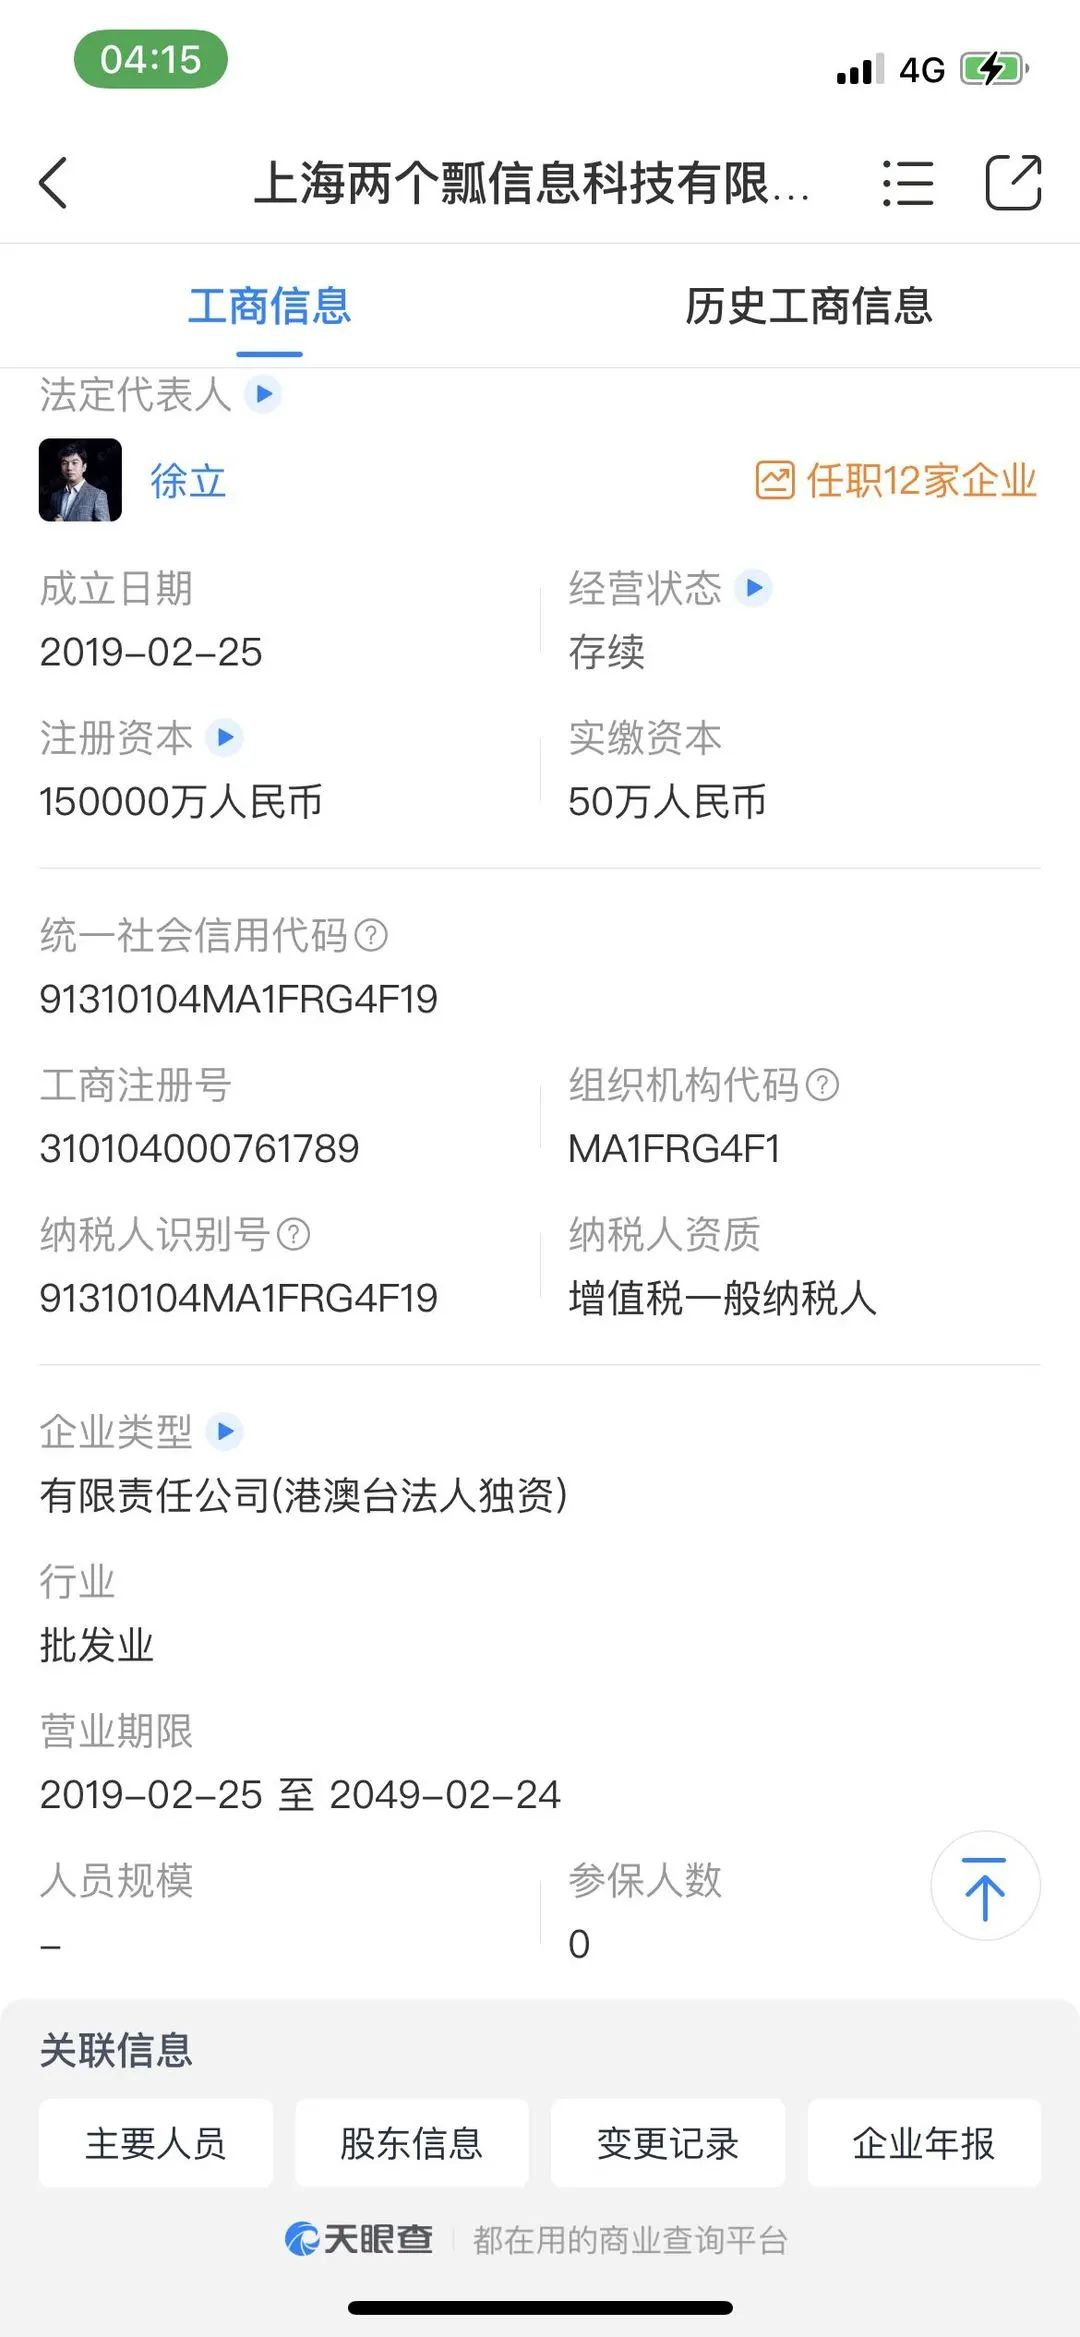 04:15
4G
上海两个瓢信息科技有限...
工商信息
历史工商信息
法定代表人
徐立
任职12家企业
成立日期
经营状态
2019-02-25
存续
注册资本
实缴资本
150000万人民币
50万人民币
统一社会信用代码?
91310104MA1FRG4F19
工商注册号
组织机构代码?
310104000761789
MA1FRG4F1
纳税人识别号?
纳税人资质
91310104MA1FRG4F19
增值税一般纳税人
企业类型
有限责任公司(港澳台法人独资)
行业
批发业
营业期限
2019-02-25 至 2049-02-24
人员规模
参保人数
-
0
关联信息
主要人员
股东信息
变更记录
企业年报
天眼查
都在用的商业查询平台